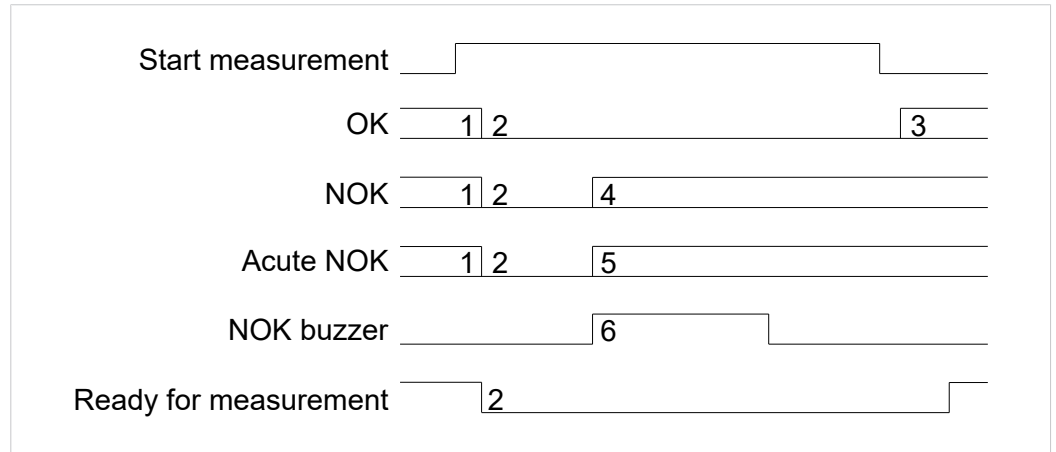 Start measurement
OK 1 2 3
NOK 1 2 4
Acute NOK 1 2 5
NOK buzzer 6
Ready for measurement 2